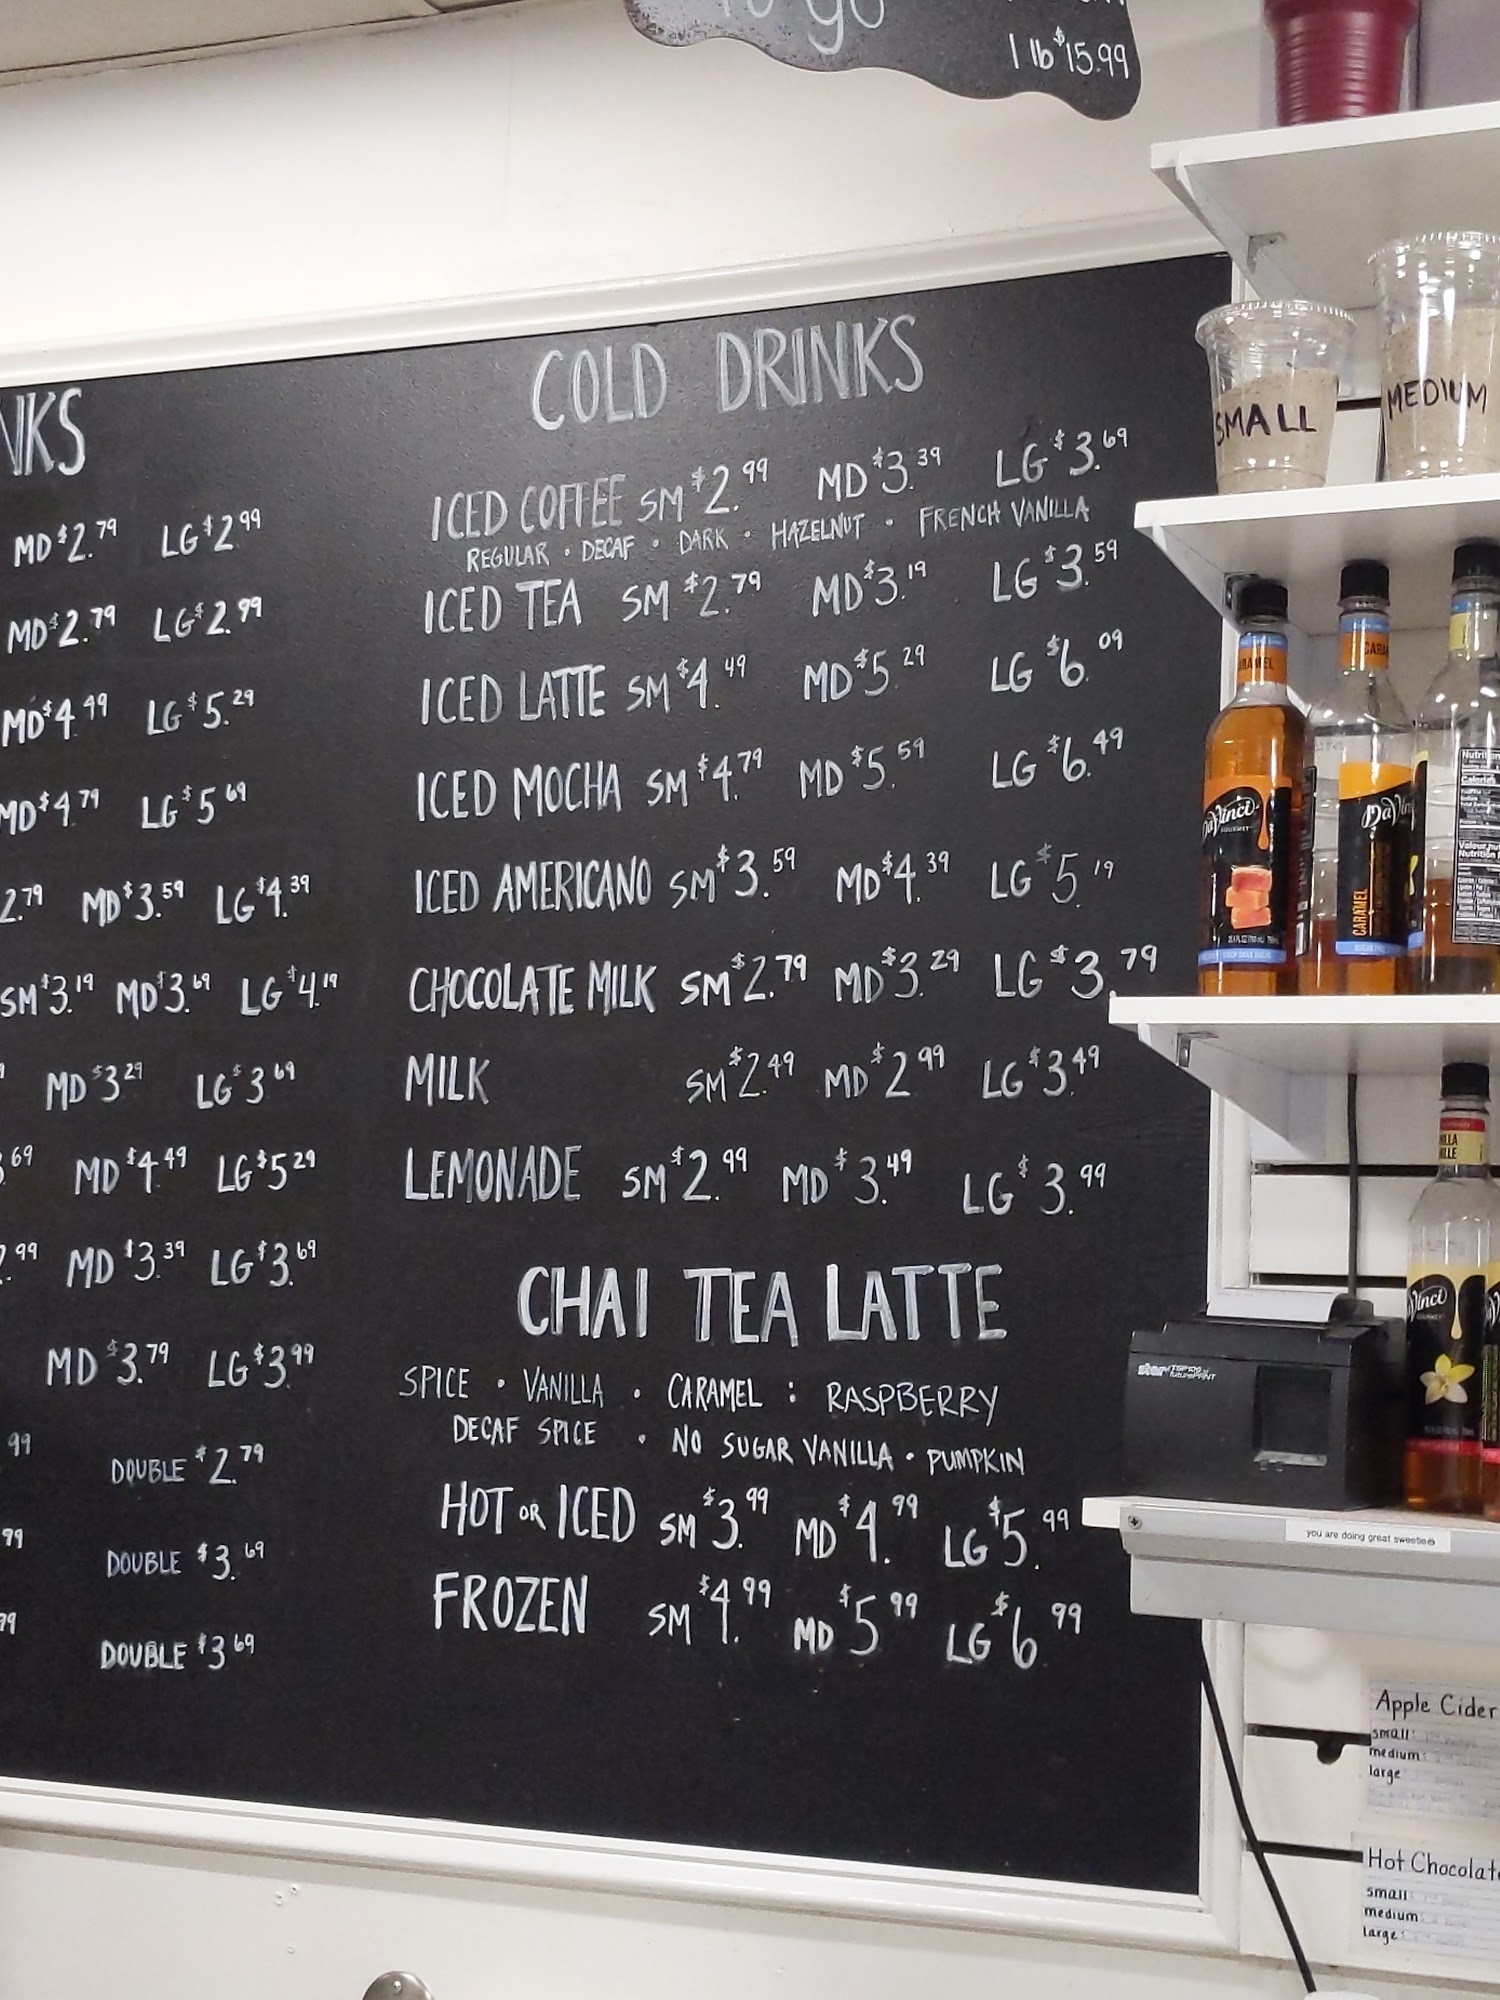 To go
1 lb $15.99
NKS
MD $2.79 LG $2.99
MD $2.79 LG $2.99
MD $4.49 LG $5.29
MD $4.79 LG $5.69
2.79 MD $3.59 LG $4.39
SM $3.19 MD $3.69 LG $4.19
MD $3.29 LG $3.69
.69 MD $4.49 LG $5.29
.99 MD $3.39 LG $3.69
MD $3.79 LG $3.99
99 DOUBLE $2.79
99 DOUBLE $3.69
99 DOUBLE $3.69
COLD DRINKS
ICED COFFEE SM $2.99 MD $3.39 LG $3.69
REGULAR · DECAF · DARK · HAZELNUT · FRENCH VANILLA
ICED TEA SM $2.79 MD $3.19 LG $3.59
ICED LATTE SM $4.49 MD $5.29 LG $6.09
ICED MOCHA SM $4.79 MD $5.59 LG $6.49
ICED AMERICANO SM $3.59 MD $4.39 LG $5.19
CHOCOLATE MILK SM $2.79 MD $3.29 LG $3.79
MILK SM $2.49 MD $2.99 LG $3.49
LEMONADE SM $2.99 MD $3.49 LG $3.99
CHAI TEA LATTE
SPICE · VANILLA · CARAMEL : RASPBERRY
DECAF SPICE · NO SUGAR VANILLA · PUMPKIN
HOT OR ICED SM $3.99 MD $4.99 LG $5.99
FROZEN SM $4.99 MD $5.99 LG $6.99
SMALL
MEDIUM
DaVinci
GOURMET
CARAMEL
star TSP100
futurePRNT
you are doing great sweetie
Apple Cider
small:
medium:
large:
Hot Chocolate
small:
medium:
large: